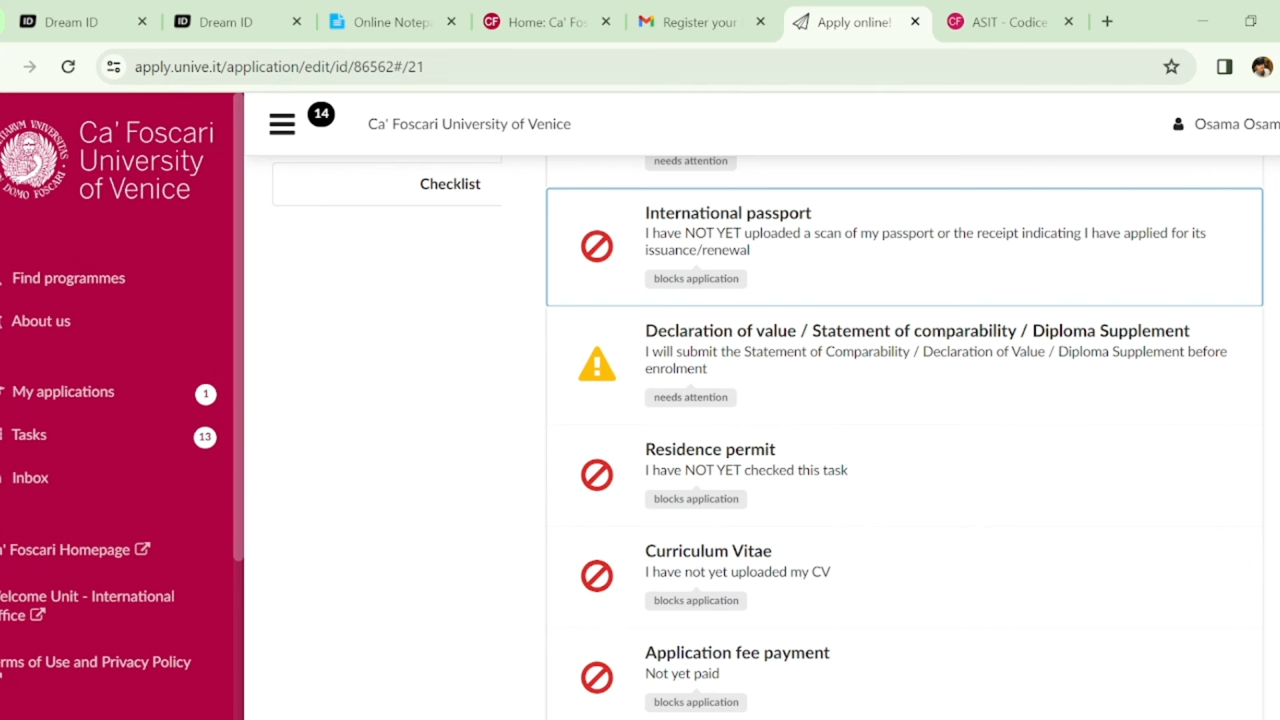 Dream ID
Dream ID
Online Notep
Home: Ca' Fos
Register your
Apply online!
ASIT - Codice
apply.unive.it/application/edit/id/86562#/21
Ca' Foscari
University
of Venice
14
Ca' Foscari University of Venice
Osama Osam
Find programmes
About us
My applications
1
Tasks
13
Inbox
a' Foscari Homepage
elcome Unit - International
ffice
rms of Use and Privacy Policy
Checklist
needs attention
International passport
I have NOT YET uploaded a scan of my passport or the receipt indicating I have applied for its
issuance/renewal
blocks application
Declaration of value / Statement of comparability / Diploma Supplement
I will submit the Statement of Comparability / Declaration of Value / Diploma Supplement before
enrolment
needs attention
Residence permit
I have NOT YET checked this task
blocks application
Curriculum Vitae
I have not yet uploaded my CV
blocks application
Application fee payment
Not yet paid
blocks application